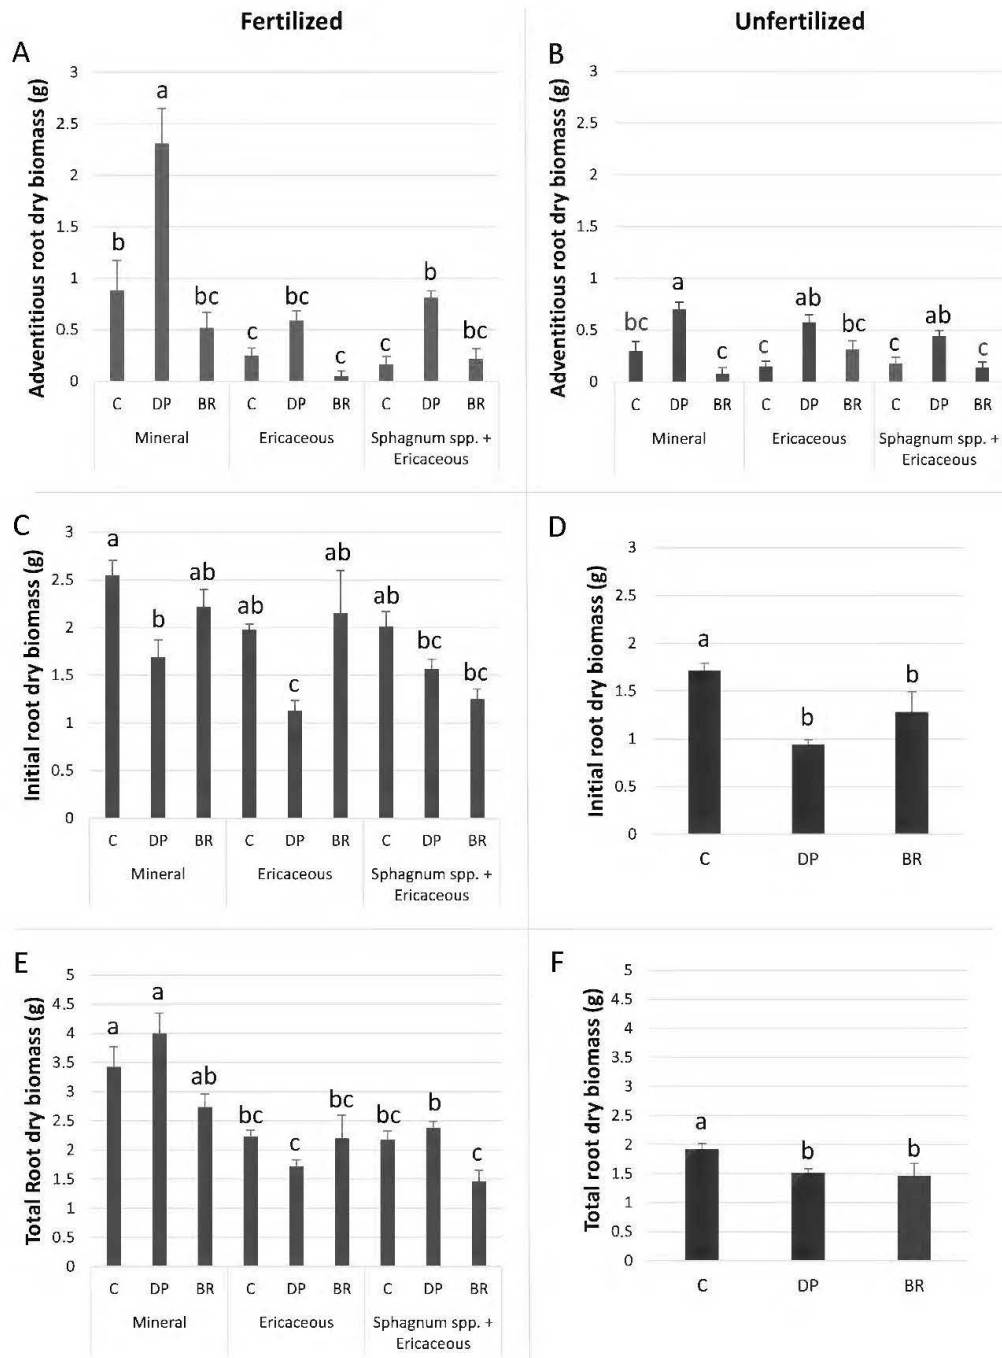 Fertilized
Unfertilized
A
Adventitious root dry biomass (g)
3
2.5
2
1.5
1
0.5
0
b
a
bc
c
bc
c
c
b
bc
C DP BR C DP BR C DP BR
Mineral Ericaceous Sphagnum spp. +
Ericaceous
B
Adventitious root dry biomass (g)
3
2.5
2
1.5
1
0.5
0
bc
a
c
c
ab
bc
c
ab
c
C DP BR C DP BR C DP BR
Mineral Ericaceous Sphagnum spp. +
Ericaceous
C
Initial root dry biomass (g)
3
2.5
2
1.5
1
0.5
0
a
b
ab
ab
c
ab
ab
bc
bc
C DP BR C DP BR C DP BR
Mineral Ericaceous Sphagnum spp. +
Ericaceous
D
Initial root dry biomass (g)
3
2.5
2
1.5
1
0.5
0
a
b
b
C DP BR
E
Total Root dry biomass (g)
5
4.5
4
3.5
3
2.5
2
1.5
1
0.5
0
a
a
ab
bc
c
bc
bc
b
c
C DP BR C DP BR C DP BR
Mineral Ericaceous Sphagnum spp. +
Ericaceous
F
Total root dry biomass (g)
5
4.5
4
3.5
3
2.5
2
1.5
1
0.5
0
a
b
b
C DP BR